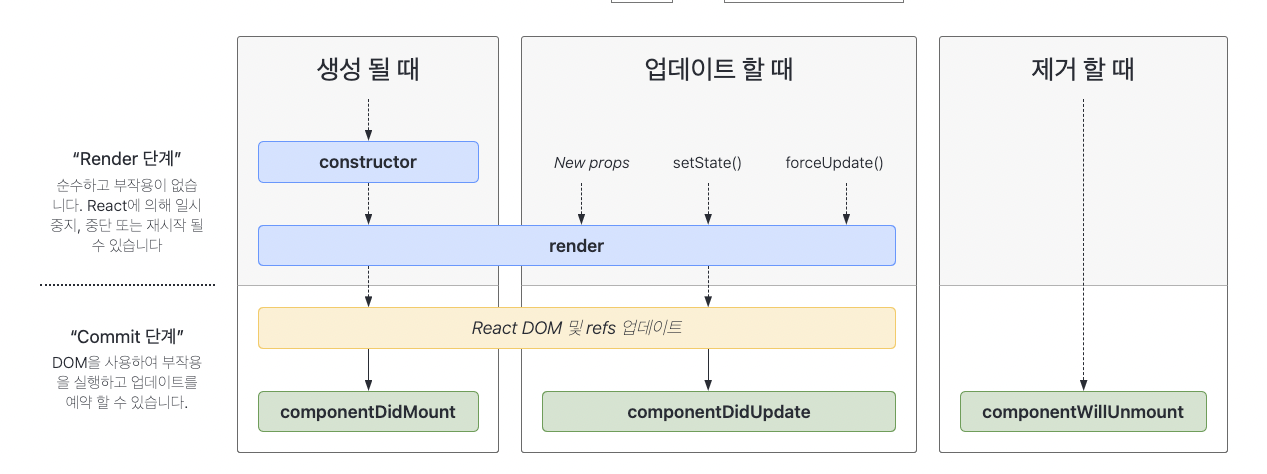 생성 될 때
업데이트 할 때
제거 할 때
“Render 단계”
순수하고 부작용이 없습
니다. React에 의해 일시
중지, 중단 또는 재시작 될
수 있습니다
constructor
New props
setState()
forceUpdate()
render
“Commit 단계”
DOM을 사용하여 부작용
을 실행하고 업데이트를
예약 할 수 있습니다.
React DOM 및 refs 업데이트
componentDidMount
componentDidUpdate
componentWillUnmount